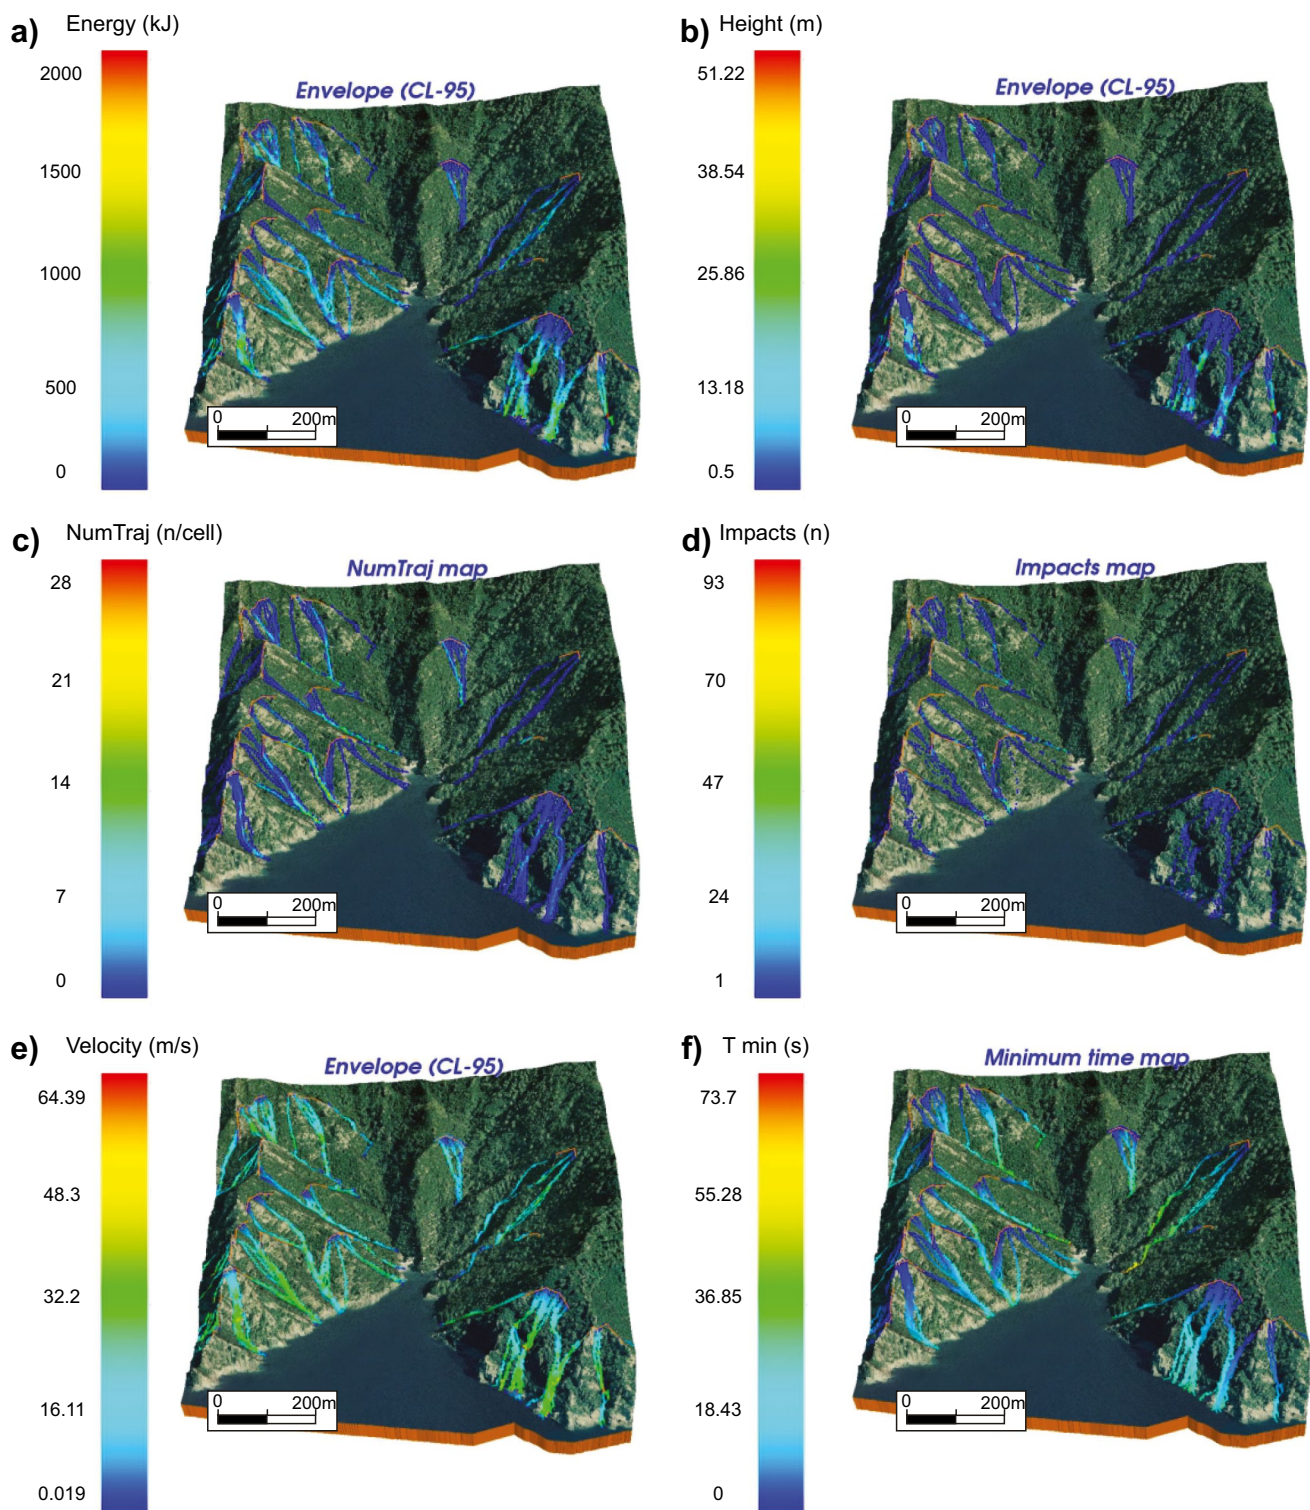 a) Energy (kJ)
2000
1500
1000
500
0
Envelope (CL-95)
0 200m
b) Height (m)
51.22
38.54
25.86
13.18
0.5
Envelope (CL-95)
0 200m
c) NumTraj (n/cell)
28
21
14
7
0
NumTraj map
0 200m
d) Impacts (n)
93
70
47
24
1
Impacts map
0 200m
e) Velocity (m/s)
64.39
48.3
32.2
16.11
0.019
Envelope (CL-95)
0 200m
f) T min (s)
73.7
55.28
36.85
18.43
0
Minimum time map
0 200m